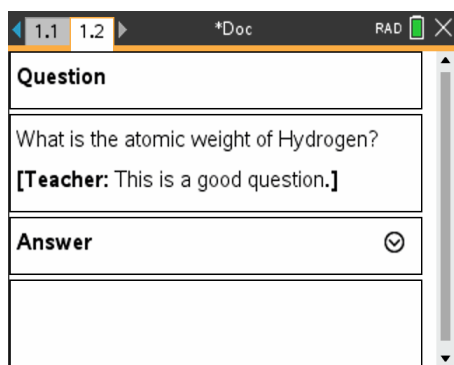 1.1 1.2 *Doc RAD
Question
What is the atomic weight of Hydrogen?
[Teacher: This is a good question.]
Answer